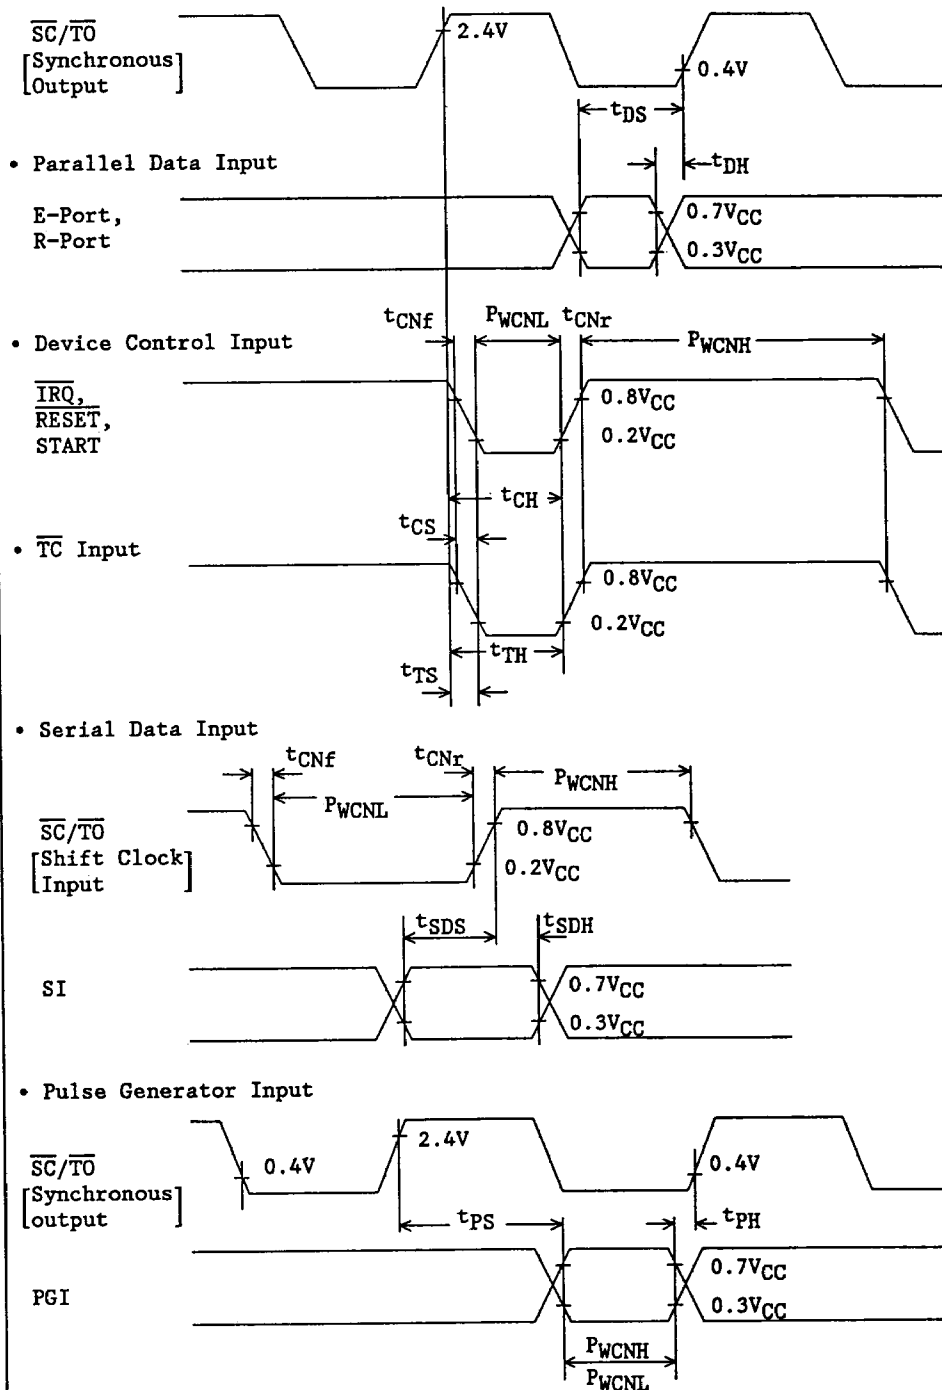 SC/TO
[Synchronous]
[Output]
2.4V
0.4V
tDS
tDH
• Parallel Data Input
E-Port,
R-Port
0.7VCC
0.3VCC
tCNf
PWCNL
tCNr
PWCNH
• Device Control Input
IRQ,
RESET,
START
0.8VCC
0.2VCC
tCH
tCS
• TC Input
0.8VCC
0.2VCC
tTH
tTS
• Serial Data Input
tCNf
tCNr
PWCNH
PWCNL
SC/TO
[Shift Clock]
[Input]
0.8VCC
0.2VCC
tSDS
tSDH
SI
0.7VCC
0.3VCC
• Pulse Generator Input
SC/TO
[Synchronous]
[output]
0.4V
2.4V
0.4V
tPS
tPH
PGI
0.7VCC
0.3VCC
PWCNH
PWCNL